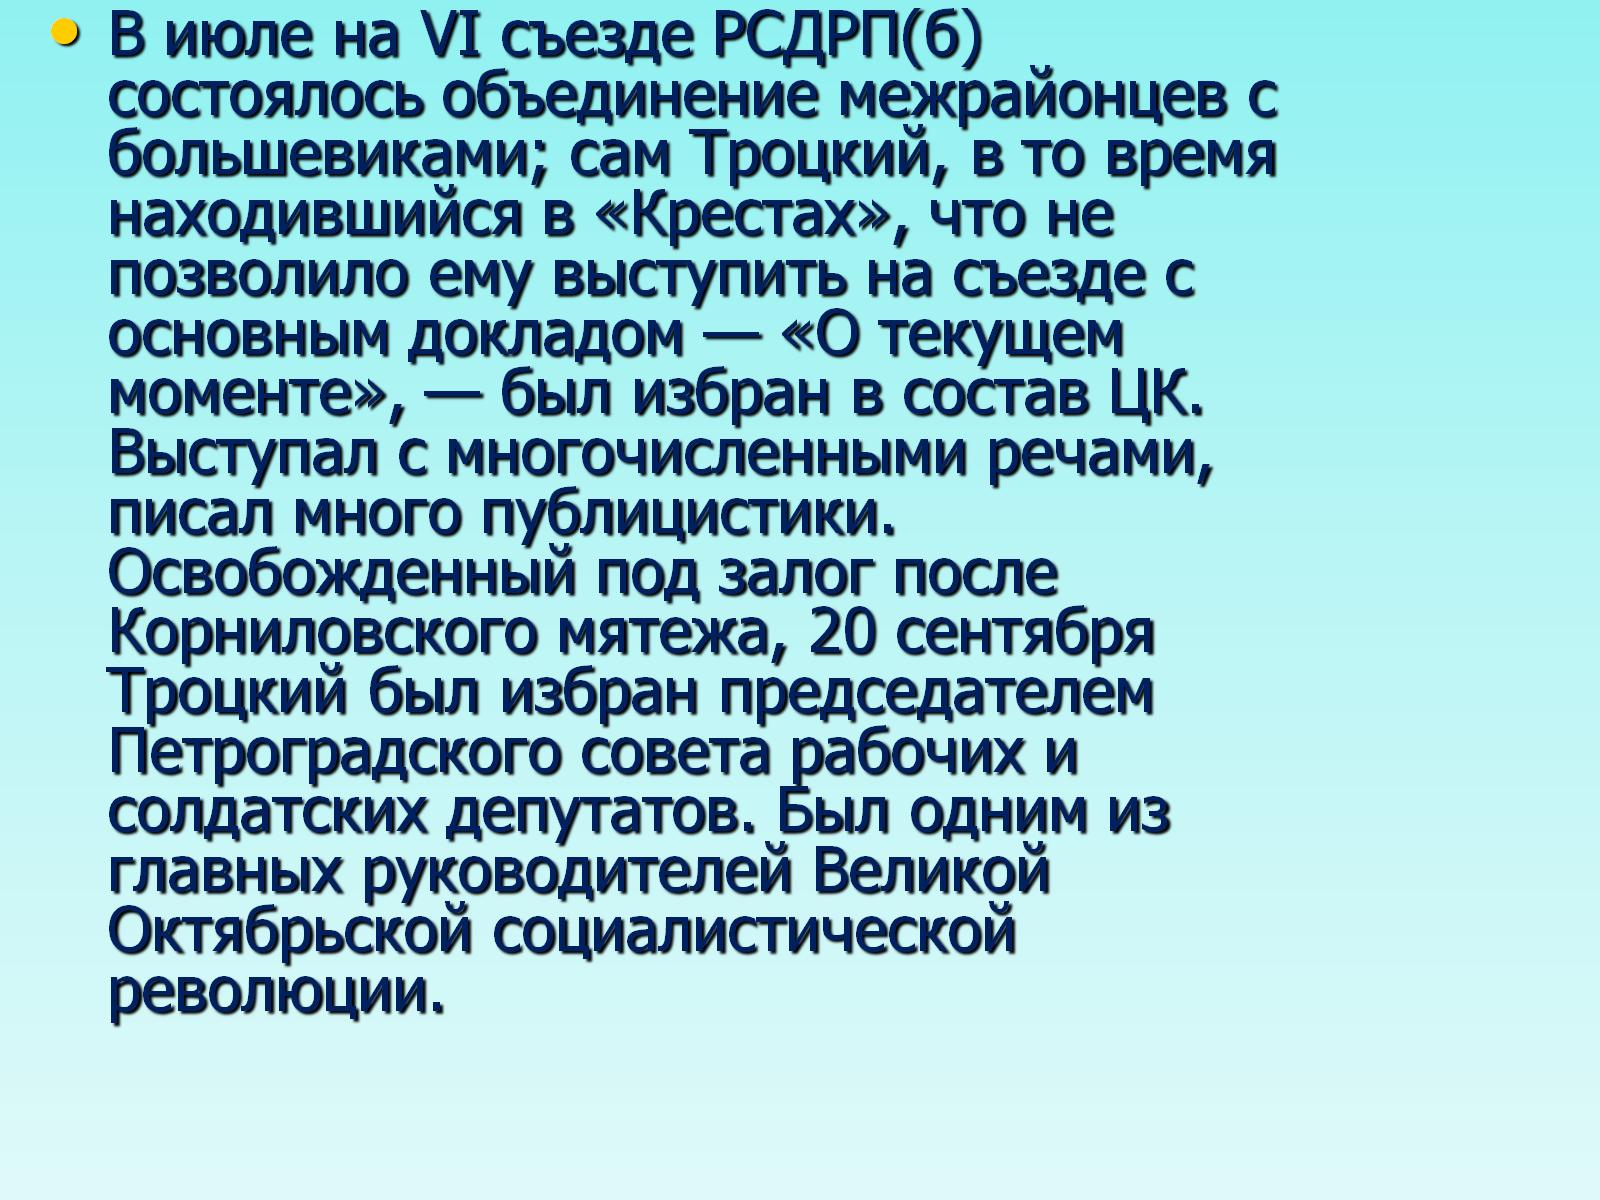 • В июле на VI съезде РСДРП(б)
состоялось объединение межрайонцев с
большевиками; сам Троцкий, в то время
находившийся в «Крестах», что не
позволило ему выступить на съезде с
основным докладом — «О текущем
моменте», — был избран в состав ЦК.
Выступал с многочисленными речами,
писал много публицистики.
Освобожденный под залог после
Корниловского мятежа, 20 сентября
Троцкий был избран председателем
Петроградского совета рабочих и
солдатских депутатов. Был одним из
главных руководителей Великой
Октябрьской социалистической
революции.